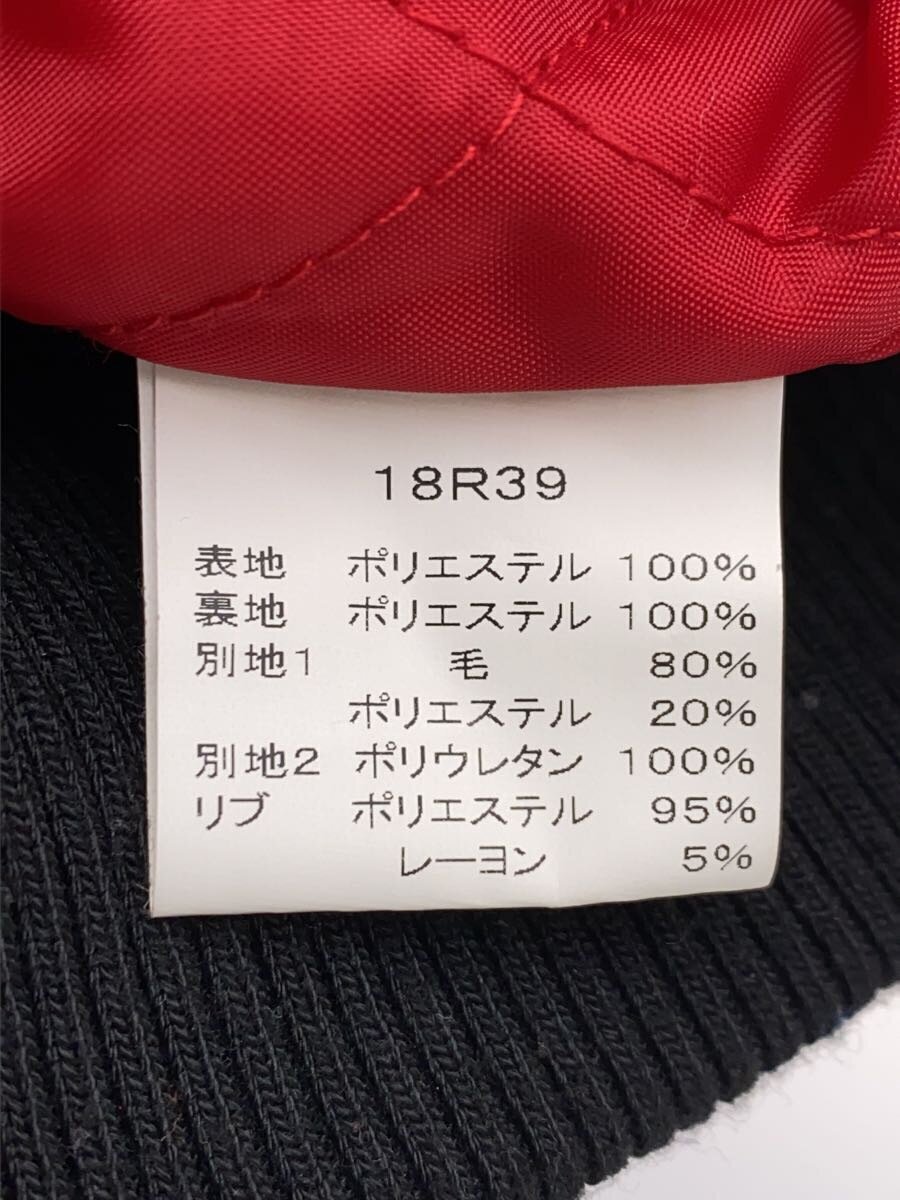 18R39
表地 ポリエステル 100%
裏地 ポリエステル 100%
別地1 毛 80%
ポリエステル 20%
別地2 ポリウレタン 100%
リブ ポリエステル 95%
レーヨン 5%